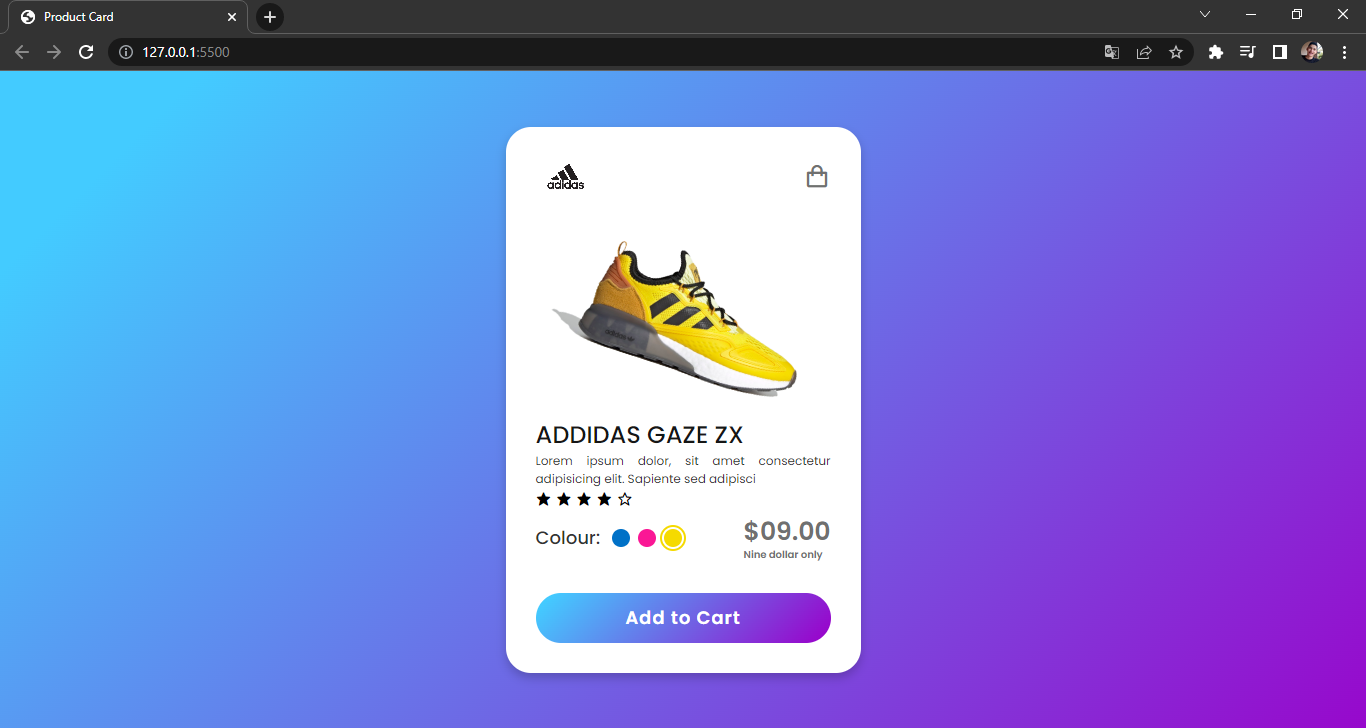 Product Card
127.0.0.1:5500
adidas
ADDIDAS GAZE ZX
Lorem ipsum dolor, sit amet consectetur
adipisicing elit. Sapiente sed adipisci
Colour:
$09.00
Nine dollar only
Add to Cart